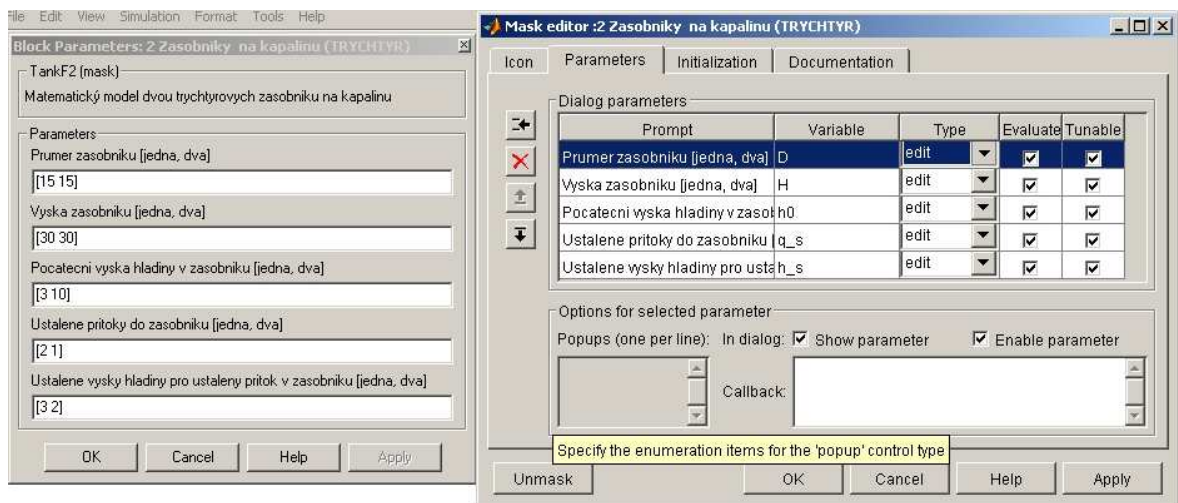 File Edit View Simulation Format Tools Help
Block Parameters: 2 Zasobniky na kapalinu (TRYCHTYR)
TankF2 (mask)
Matematický model dvou trychtyrovych zasobniku na kapalinu
Parameters
Prumer zasobniku [jedna, dva]
[15 15]
Vyska zasobniku [jedna, dva]
[30 30]
Pocatecni vyska hladiny v zasobniku [jedna, dva]
[3 10]
Ustalene pritoky do zasobniku [jedna, dva]
[2 1]
Ustalene vysky hladiny pro ustaleny pritok v zasobniku [jedna, dva]
[3 2]
OK Cancel Help Apply
Mask editor :2 Zasobniky na kapalinu (TRYCHTYR)
Icon Parameters Initialization Documentation
Dialog parameters
Prompt Variable Type Evaluate Tunable
Prumer zasobniku [jedna, dva] D edit
Vyska zasobniku [jedna, dva] H edit
Pocatecni vyska hladiny v zasob h0 edit
Ustalene pritoky do zasobniku [ q_s edit
Ustalene vysky hladiny pro usta h_s edit
Options for selected parameter
Popups (one per line): In dialog: Show parameter Enable parameter
Callback:
Specify the enumeration items for the 'popup' control type
Unmask OK Cancel Help Apply